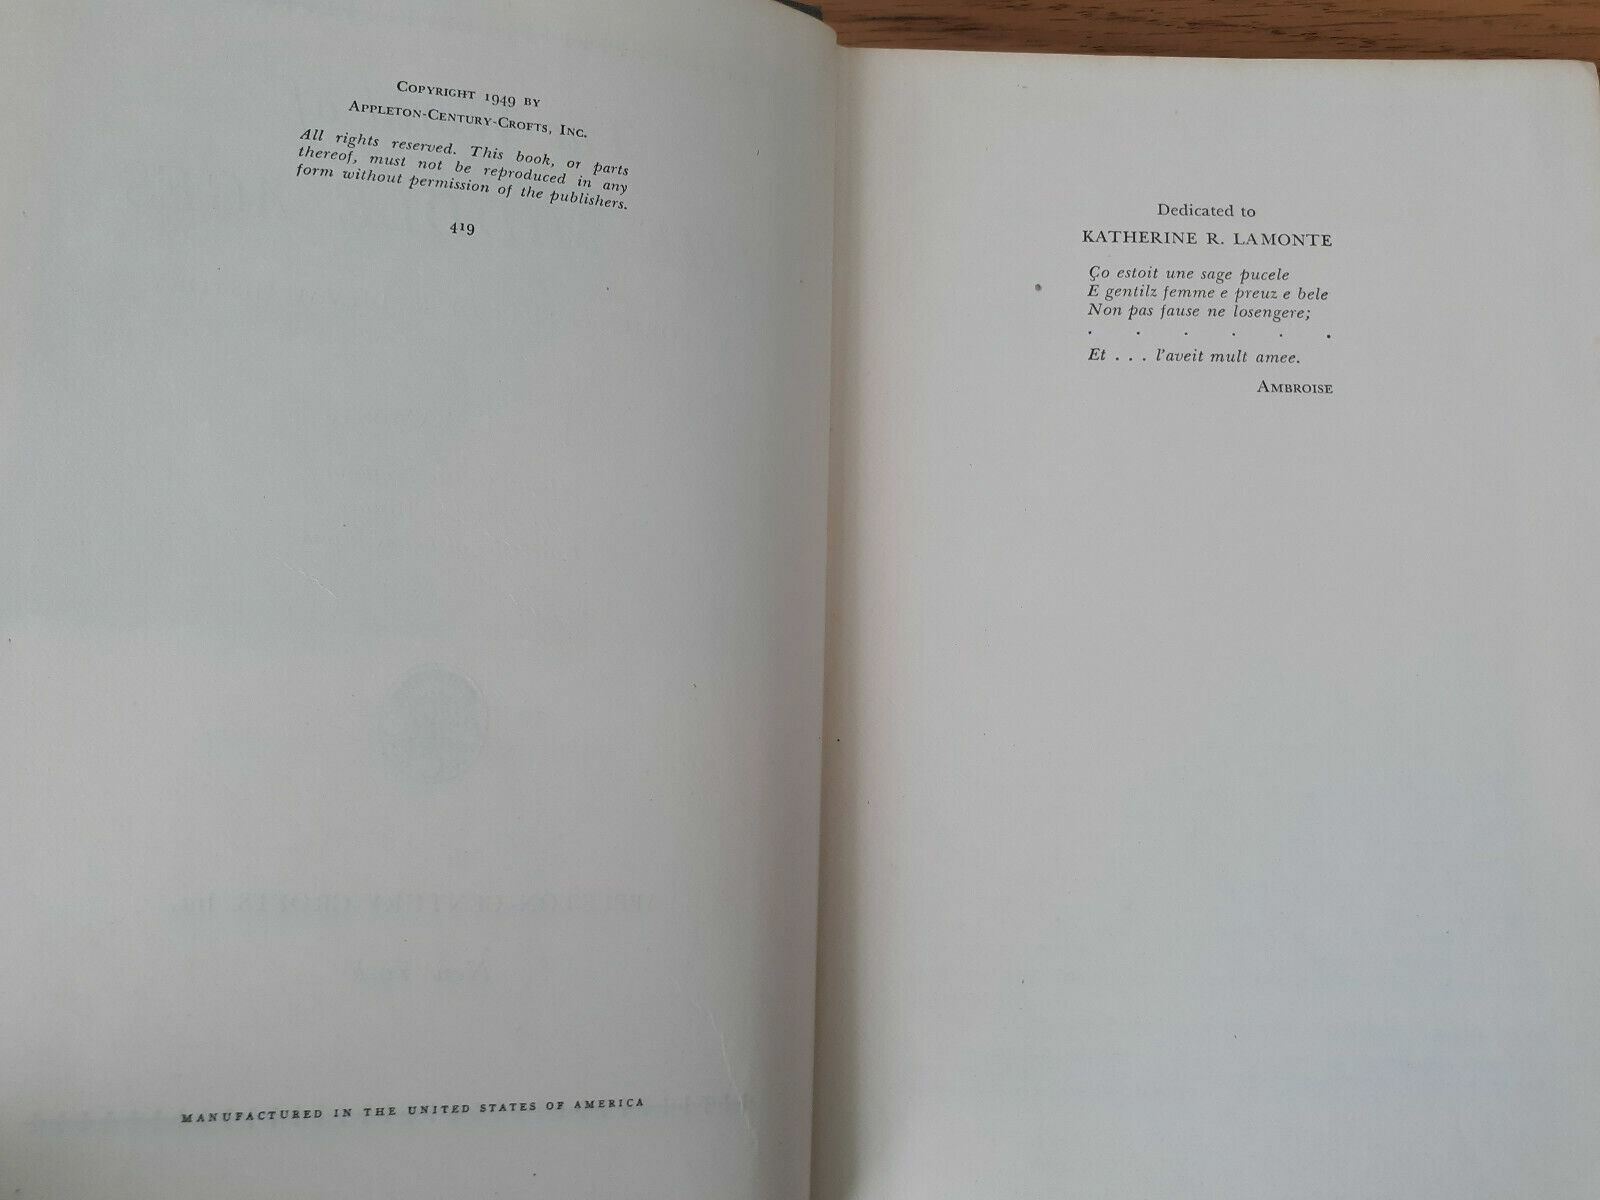 COPYRIGHT 1949 BY
APPLETON-CENTURY-CROFTS, INC.
All rights reserved. This book, or parts
thereof, must not be reproduced in any
form without permission of the publishers.
419
MANUFACTURED IN THE UNITED STATES OF AMERICA
Dedicated to
KATHERINE R. LAMONTE
Ço estoit une sage pucele
E gentilz femme e preuz e bele
Non pas fause ne losengere;
. . . . . .
Et . . . l'aveit mult amee.
AMBROISE